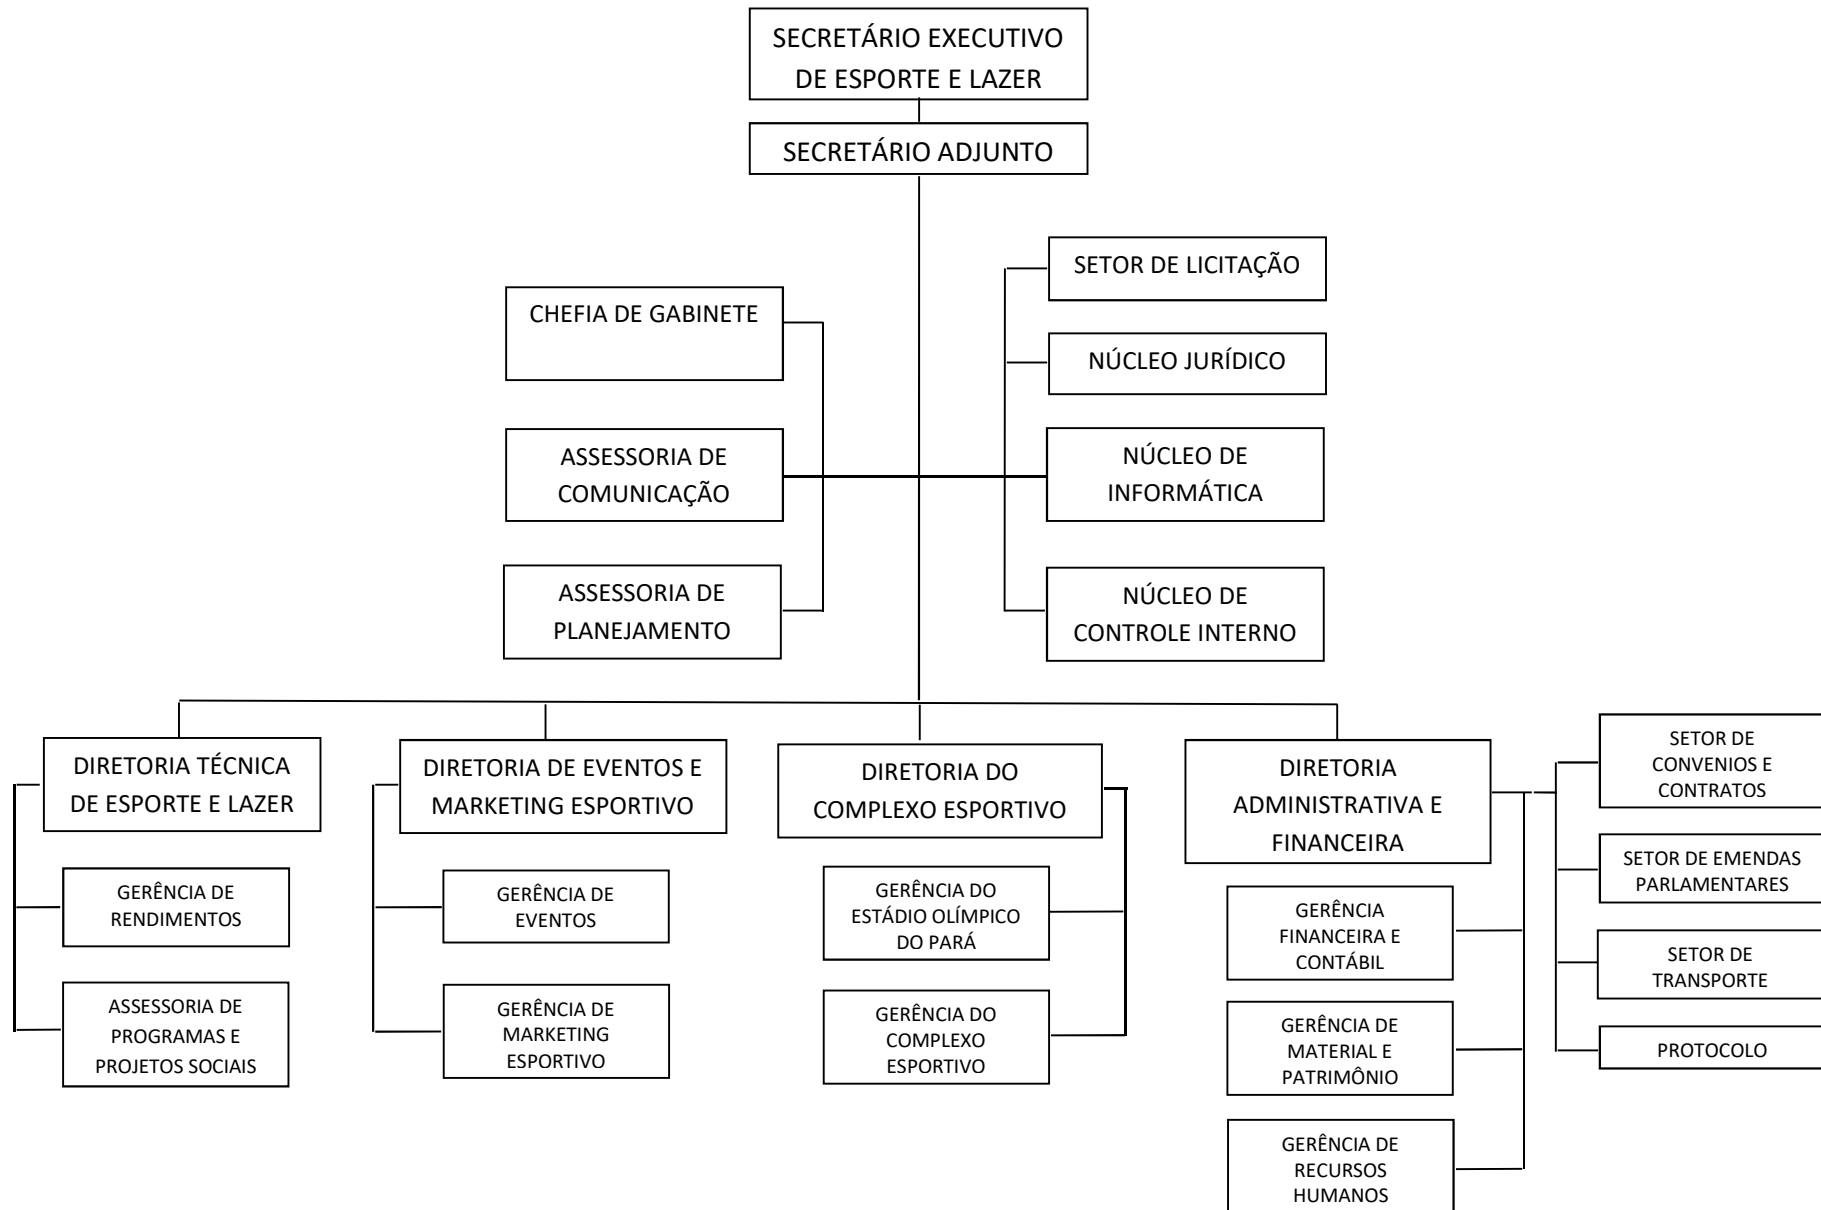 SECRETÁRIO EXECUTIVO
DE ESPORTE E LAZER
SECRETÁRIO ADJUNTO
SETOR DE LICITAÇÃO
CHEFIA DE GABINETE
NÚCLEO JURÍDICO
ASSESSORIA DE
COMUNICAÇÃO
NÚCLEO DE
INFORMÁTICA
ASSESSORIA DE
PLANEJAMENTO
NÚCLEO DE
CONTROLE INTERNO
DIRETORIA TÉCNICA
DE ESPORTE E LAZER
GERÊNCIA DE
RENDIMENTOS
ASSESSORIA DE
PROGRAMAS E
PROJETOS SOCIAIS
DIRETORIA DE EVENTOS E
MARKETING ESPORTIVO
GERÊNCIA DE
EVENTOS
GERÊNCIA DE
MARKETING
ESPORTIVO
DIRETORIA DO
COMPLEXO ESPORTIVO
GERÊNCIA DO
ESTÁDIO OLÍMPICO
DO PARÁ
GERÊNCIA DO
COMPLEXO
ESPORTIVO
DIRETORIA
ADMINISTRATIVA E
FINANCEIRA
GERÊNCIA
FINANCEIRA E
CONTÁBIL
GERÊNCIA DE
MATERIAL E
PATRIMÔNIO
GERÊNCIA DE
RECURSOS
HUMANOS
SETOR DE
CONVENIOS E
CONTRATOS
SETOR DE EMENDAS
PARLAMENTARES
SETOR DE
TRANSPORTE
PROTOCOLO